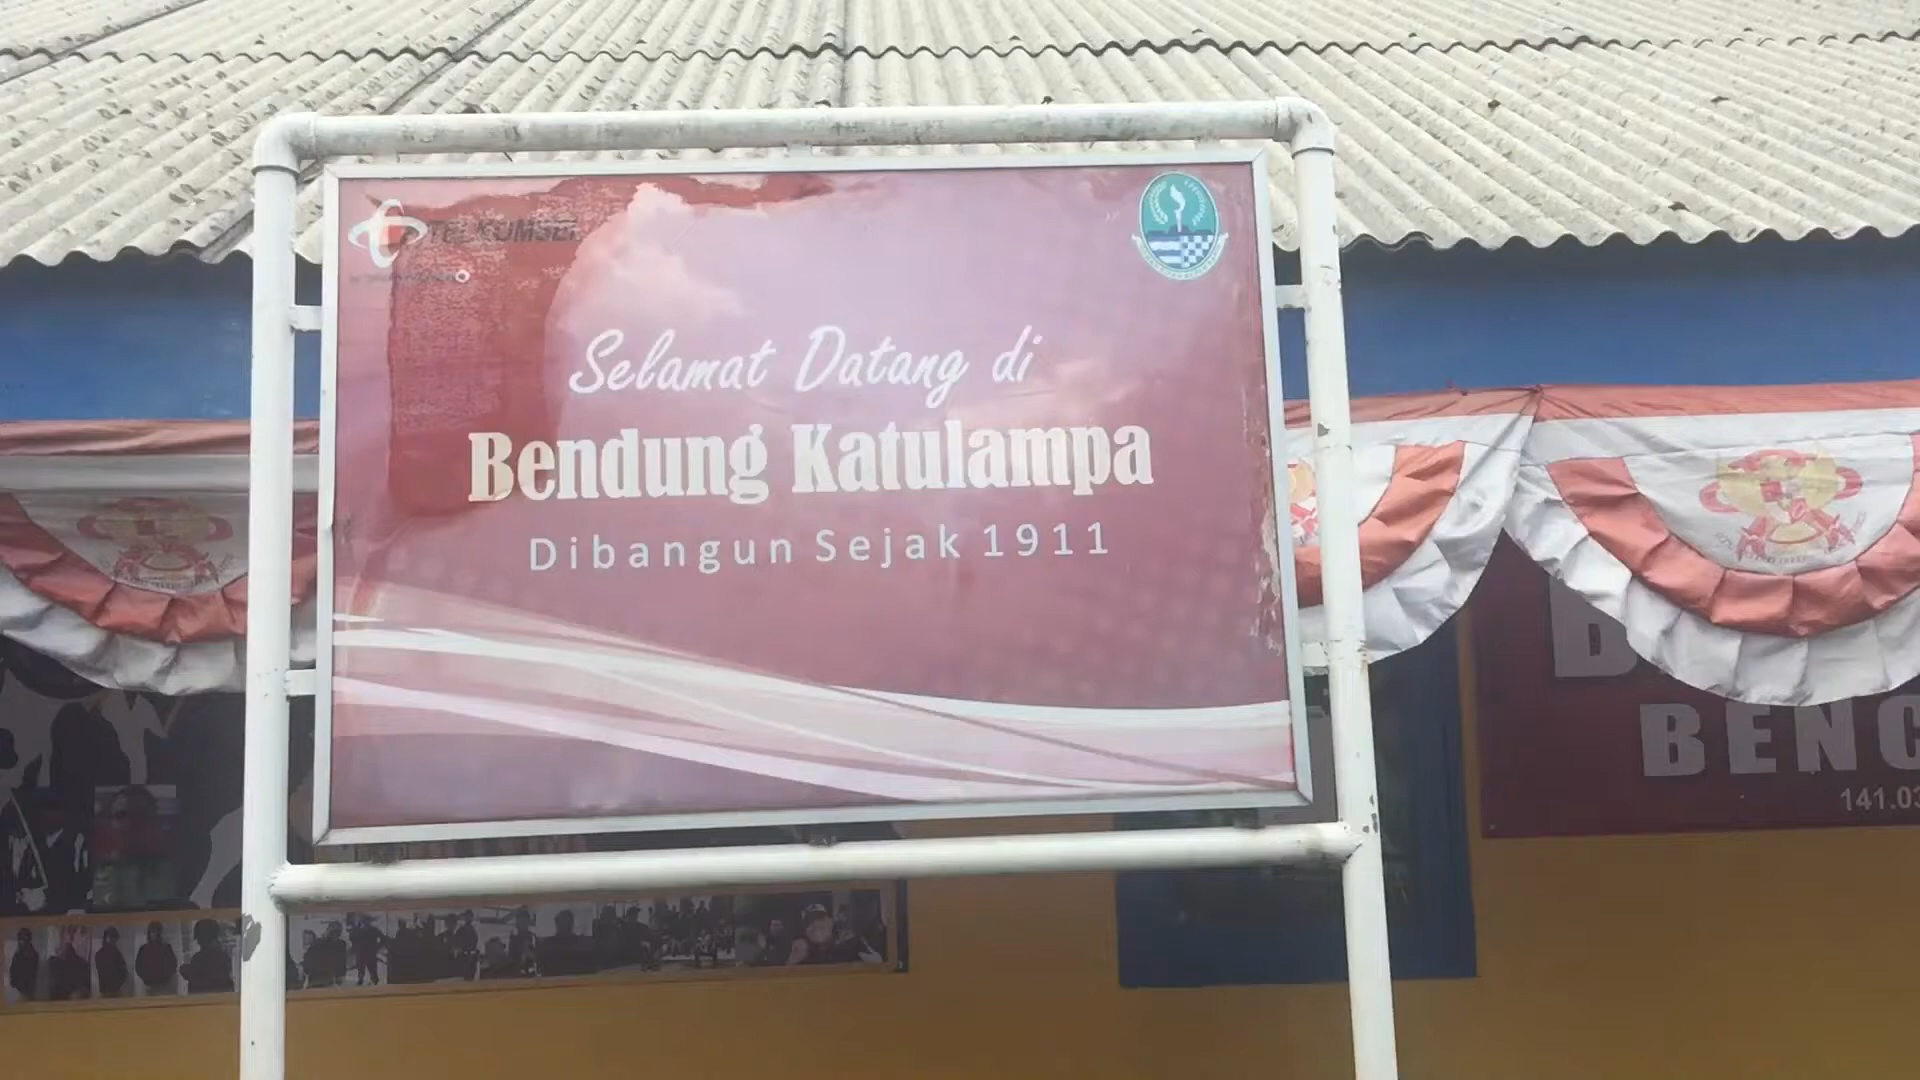 TELKOMSEL
Selamat Datang di
Bendung Katulampa
Dibangun Sejak 1911
BENC
141.03